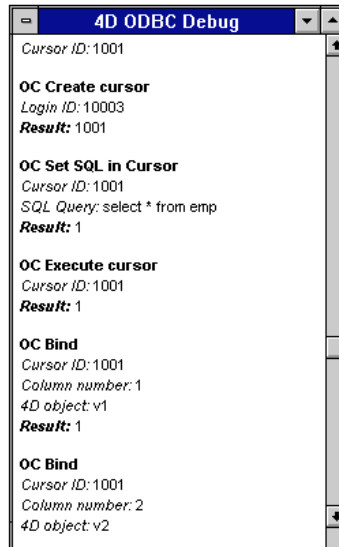 4D ODBC Debug
Cursor ID: 1001
OC Create cursor
Login ID: 10003
Result: 1001
OC Set SQL in Cursor
Cursor ID: 1001
SQL Query: select * from emp
Result: 1
OC Execute cursor
Cursor ID: 1001
Result: 1
OC Bind
Cursor ID: 1001
Column number: 1
4D object: v1
Result: 1
OC Bind
Cursor ID: 1001
Column number: 2
4D object: v2